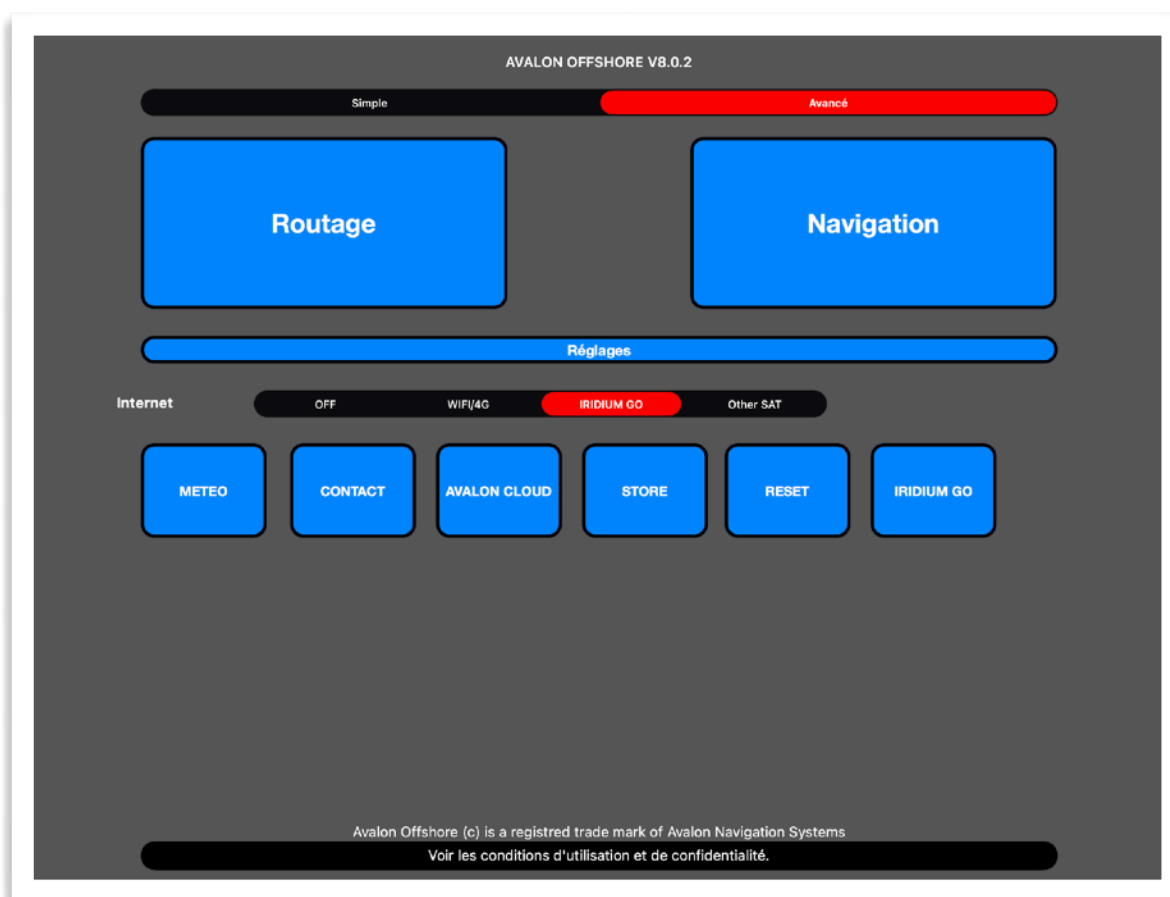 AVALON OFFSHORE V8.0.2
Simple Avancé
Routage Navigation
Réglages
Internet OFF WIFI/4G IRIDIUM GO Other SAT
METEO CONTACT AVALON CLOUD STORE RESET IRIDIUM GO
Avalon Offshore (c) is a registred trade mark of Avalon Navigation Systems
Voir les conditions d'utilisation et de confidentialité.